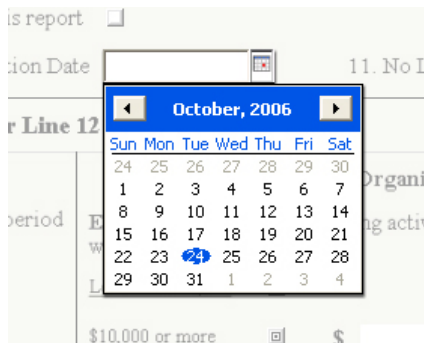 is report
tion Date
11. No
October, 2006
r Line 12
Sun Mon Tue Wed Thu Fri Sat
24 25 26 27 28 29 30
1 2 3 4 5 6 7
8 9 10 11 12 13 14
15 16 17 18 19 20 21
22 23 24 25 26 27 28
29 30 31 1 2 3 4
Organi
period
ng activ
$10,000 or more
$